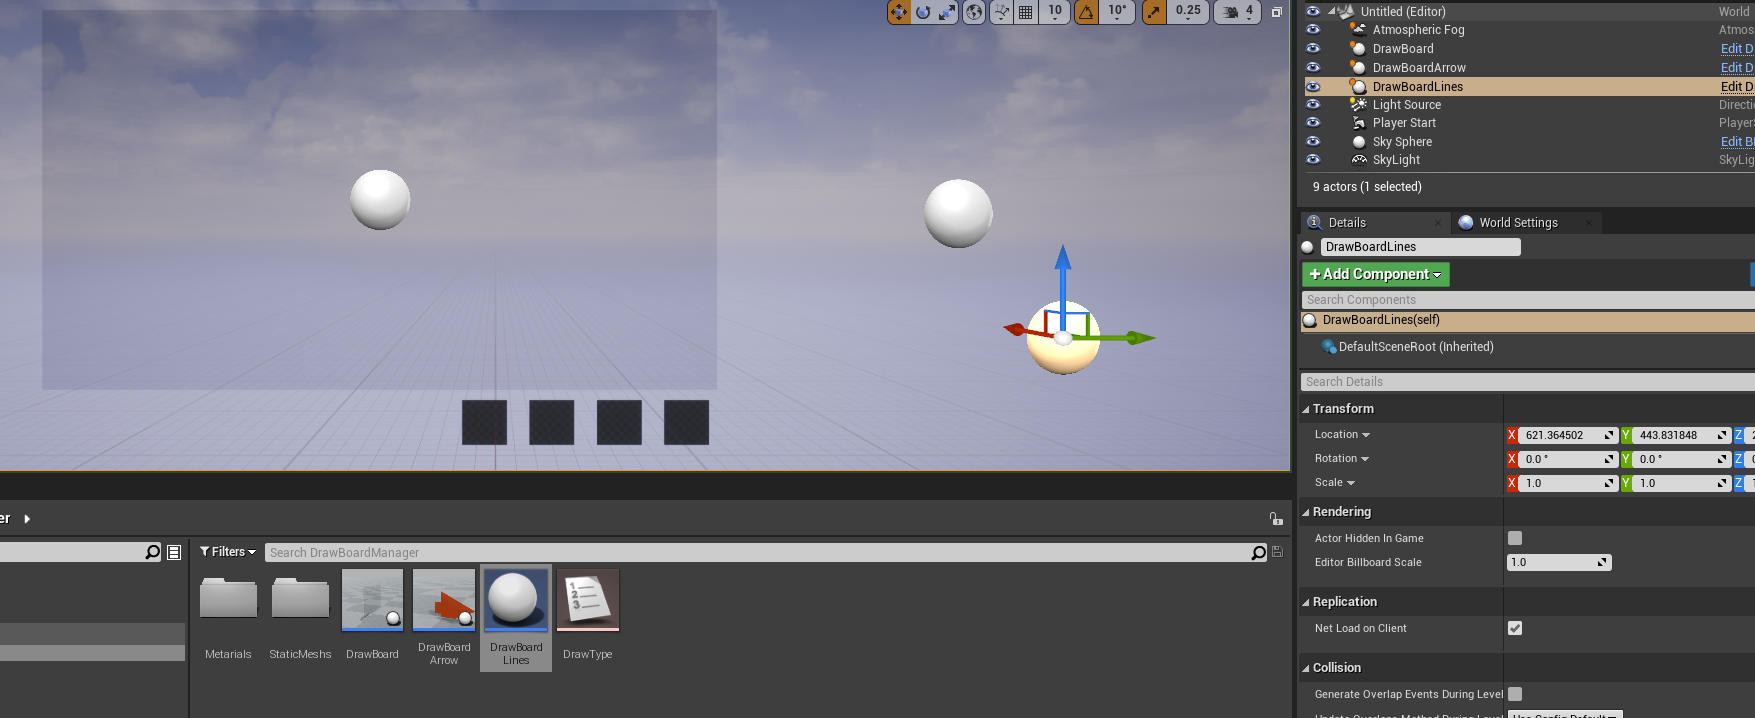 10 10° 0.25 4
Untitled (Editor) World
Atmospheric Fog Atmos
DrawBoard Edit D
DrawBoardArrow Edit D
DrawBoardLines Edit D
Light Source Directi
Player Start Player
Sky Sphere Edit B
SkyLight SkyLig
9 actors (1 selected)
Details World Settings
DrawBoardLines
+Add Component
Search Components
DrawBoardLines(self)
DefaultSceneRoot (Inherited)
Search Details
Transform
Location X 621.364502 Y 443.831848 Z
Rotation X 0.0 ° Y 0.0 ° Z
Scale X 1.0 Y 1.0 Z
Rendering
Actor Hidden In Game
Editor Billboard Scale 1.0
Replication
Net Load on Client
Collision
Generate Overlap Events During Level
er
Filters Search DrawBoardManager
1
2
3
Metarials StaticMeshs DrawBoard DrawBoard Arrow DrawBoard Lines DrawType